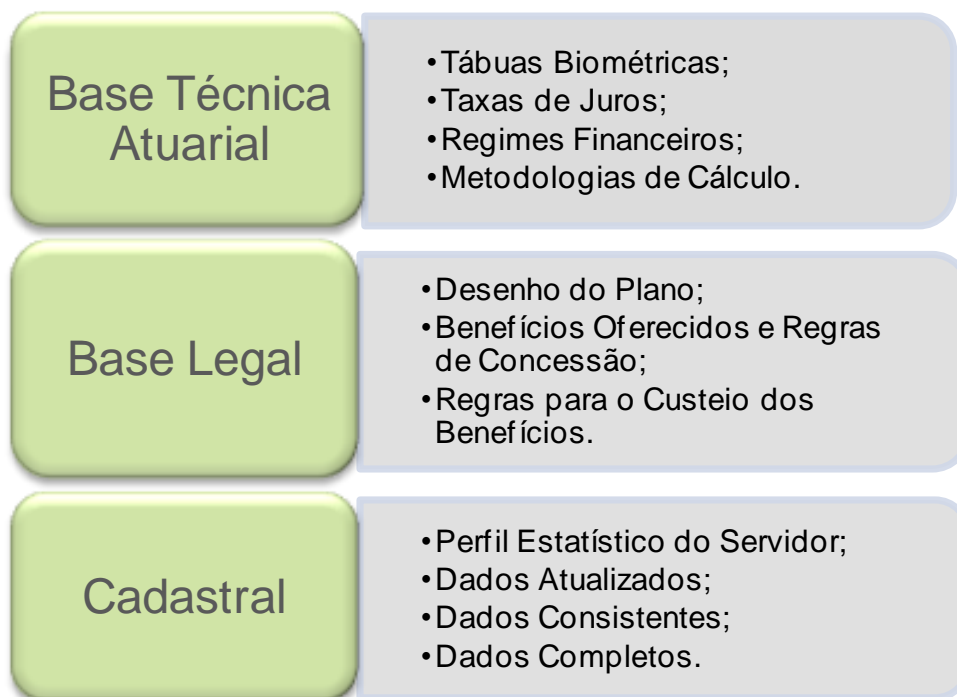 Base Técnica
Atuarial
•Tábuas Biométricas;
•Taxas de Juros;
•Regimes Financeiros;
•Metodologias de Cálculo.
Base Legal
•Desenho do Plano;
•Benefícios Oferecidos e Regras
de Concessão;
•Regras para o Custeio dos
Benefícios.
Cadastral
•Perfil Estatístico do Servidor;
•Dados Atualizados;
•Dados Consistentes;
•Dados Completos.